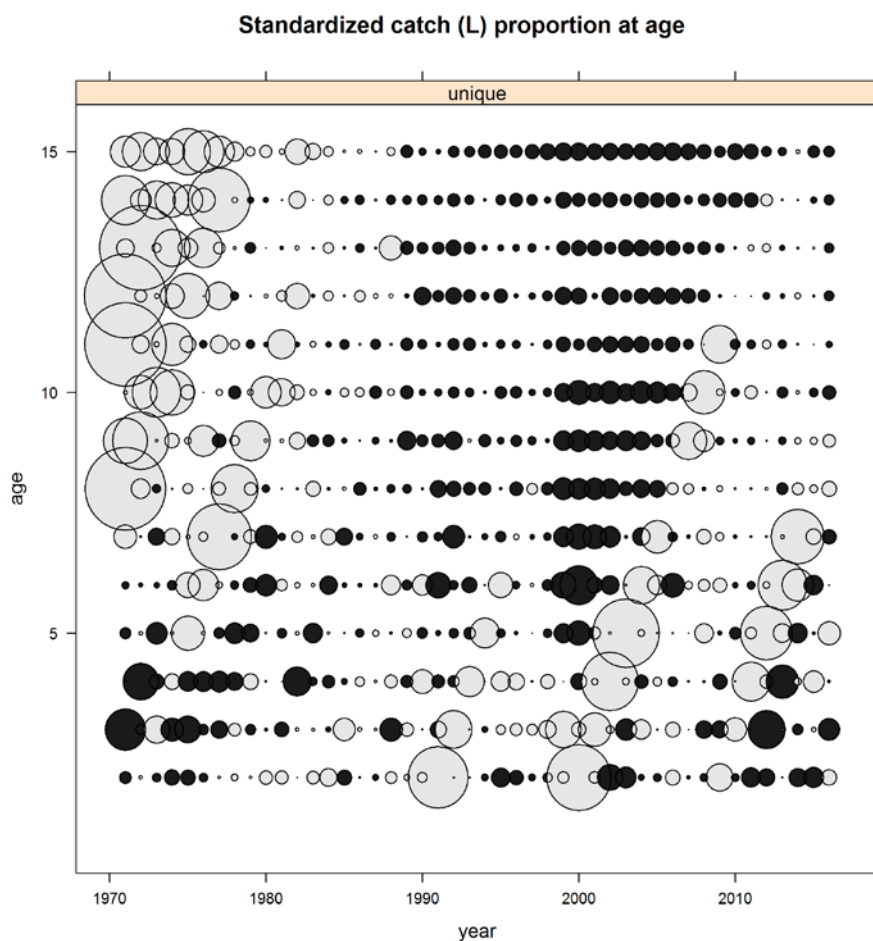 Standardized catch (L) proportion at age
unique
15
10
5
age
1970 1980 1990 2000 2010
year